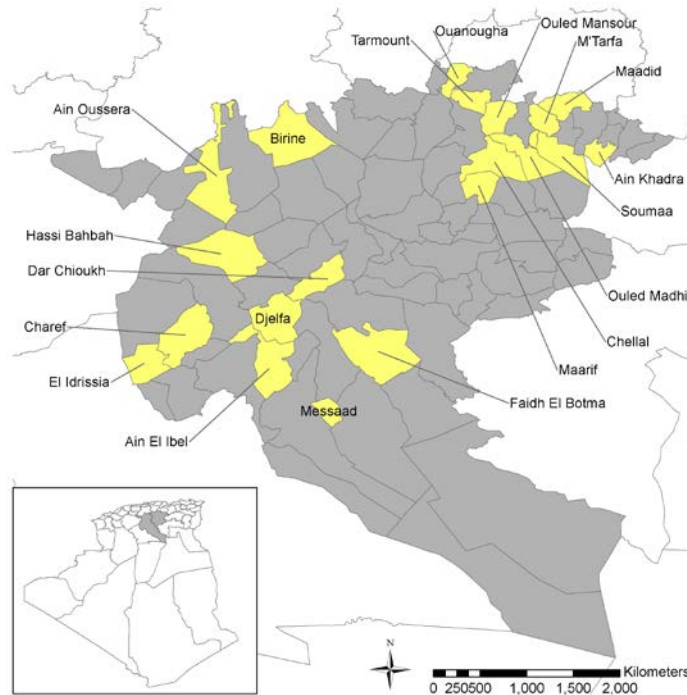 Ouanougha
Ouled Mansour
Tarmount
M'Tarfa
Maadid
Ain Oussera
Birine
Ain Khadra
Soumaa
Hassi Bahbah
Dar Chioukh
Ouled Madhi
Djelfa
Charef
Chellal
Maarif
El Idrissia
Faidh El Botma
Messaad
Ain El Ibel
N
Kilometers
0 250500 1,000 1,500 2,000